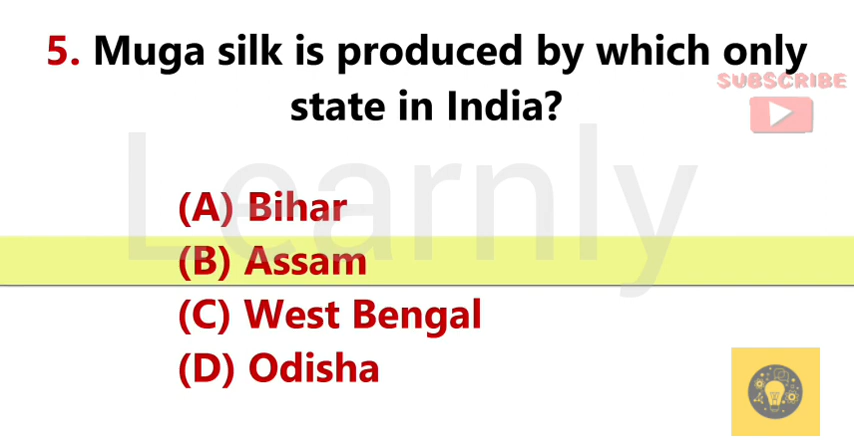 5. Muga silk is produced by which only
SUBSCRIBE
state in India?
Learnly
(A) Bihar
(B) Assam
(C) West Bengal
(D) Odisha